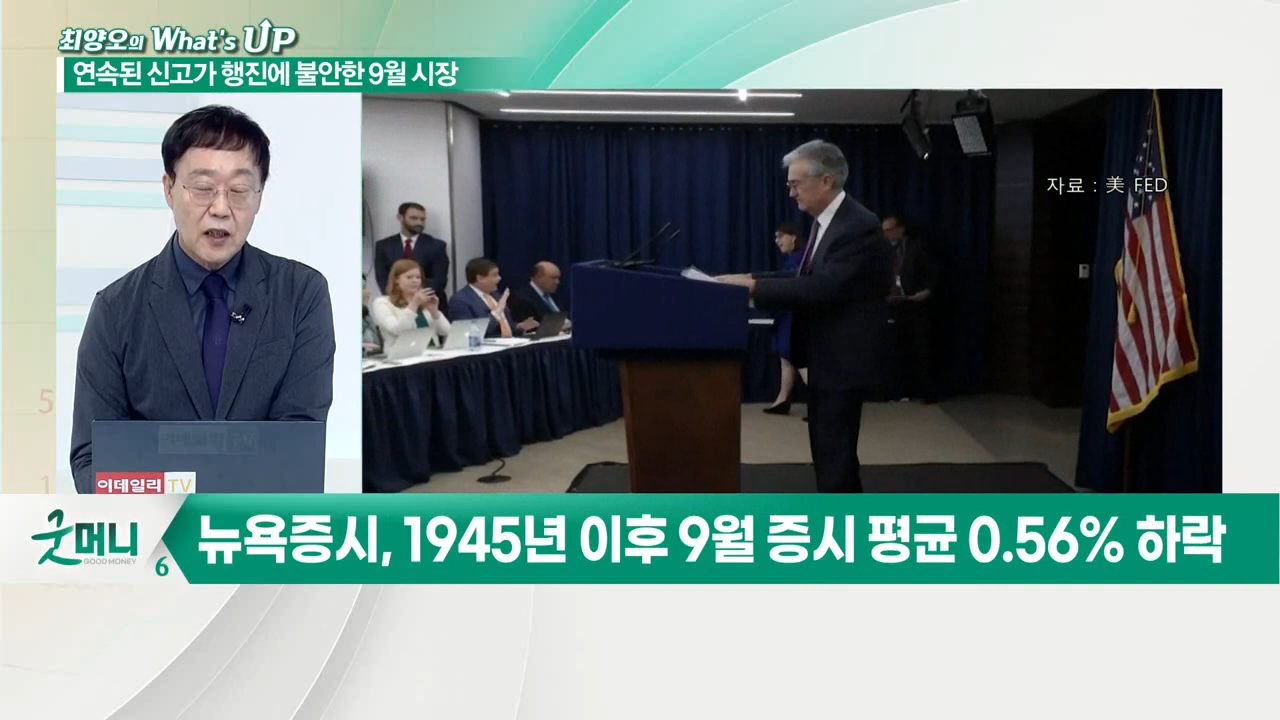 최양오의 What's UP
연속된 신고가 행진에 불안한 9월 시장
자료 : 美 FED
5
1
이데일리 TV
굿머니
GOOD MONEY
6
뉴욕증시, 1945년 이후 9월 증시 평균 0.56% 하락